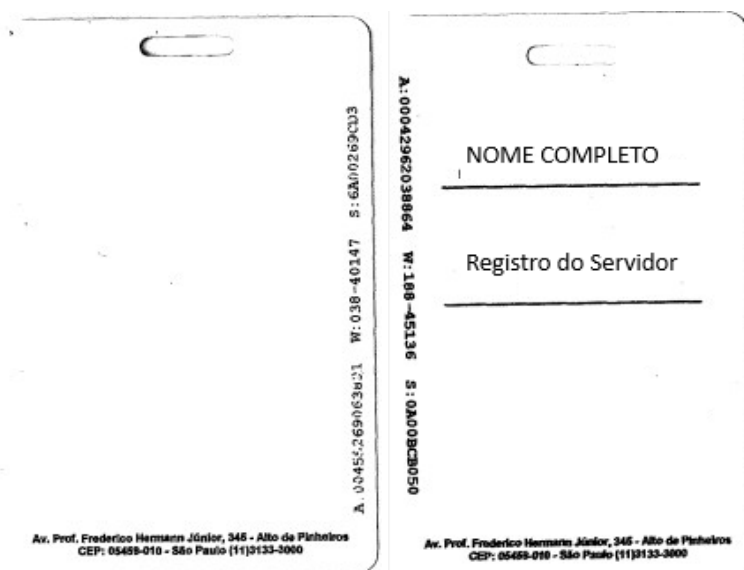 W:038-40147
Av. Prof. Frederico Hermann Júnior, 345 - Alto de Pinheiros
CEP: 05459-010 - São Paulo (11)3133-3000
A:00042962038864 W:188-45136 S:0A00BCB050
NOME COMPLETO
Registro do Servidor
Av. Prof. Frederico Hermann Júnior, 345 - Alto de Pinheiros
CEP: 05459-010 - São Paulo (11)3133-3000